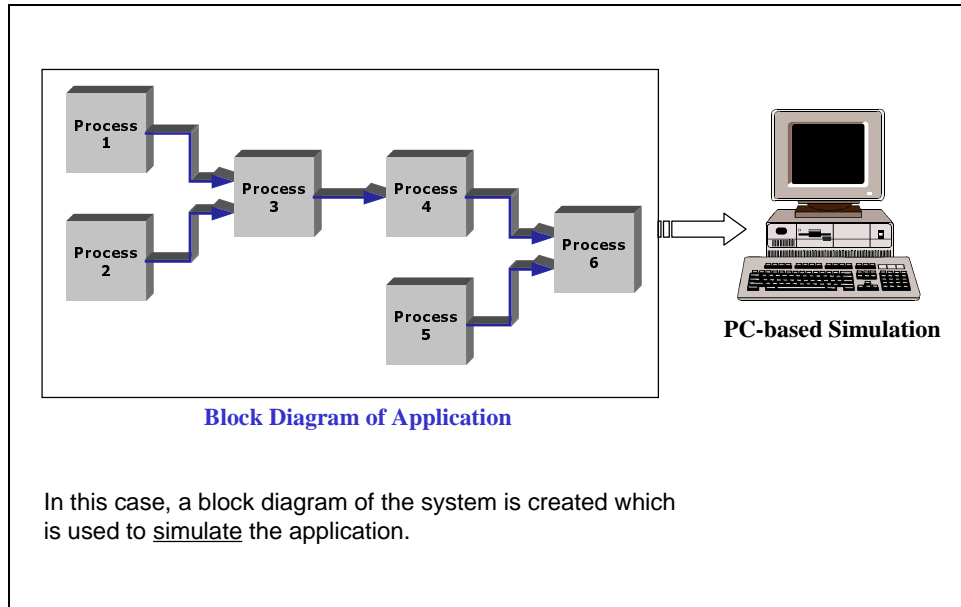 Process
1
Process
2
Process
3
Process
4
Process
5
Process
6
PC-based Simulation
Block Diagram of Application
In this case, a block diagram of the system is created which
is used to simulate the application.